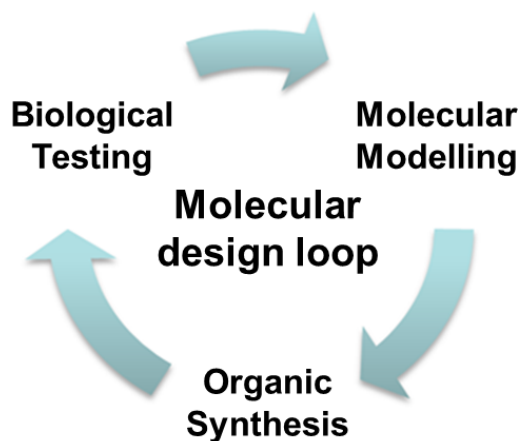 Biological
Testing
Molecular
Modelling
Molecular
design loop
Organic
Synthesis